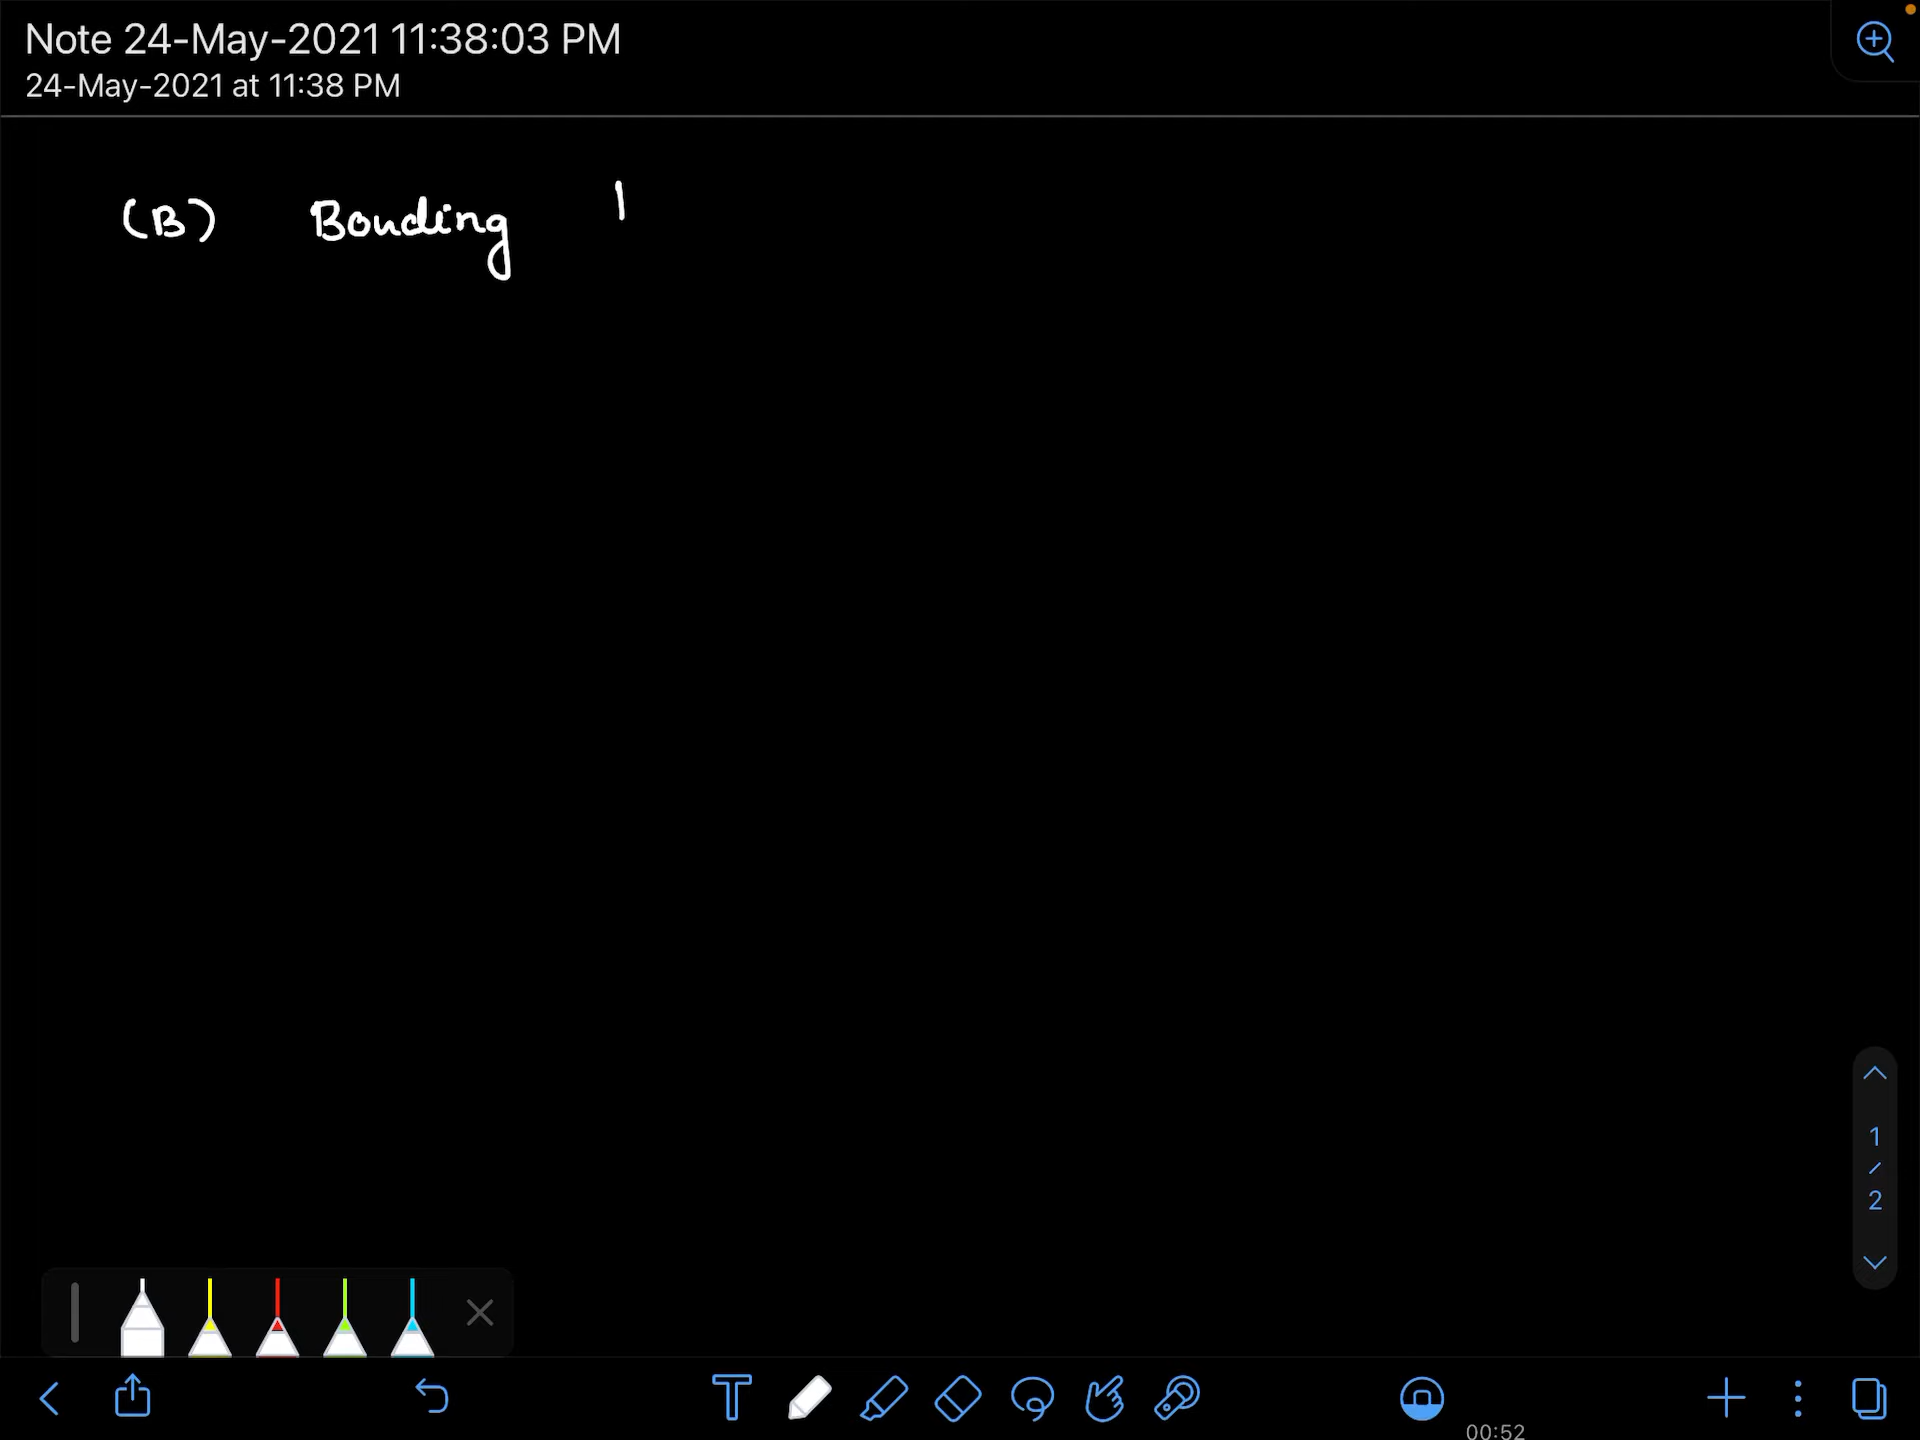 Note 24-May-2021 11:38:03 PM
24-May-2021 at 11:38 PM
(B) Bonding
1
/
2
00:52